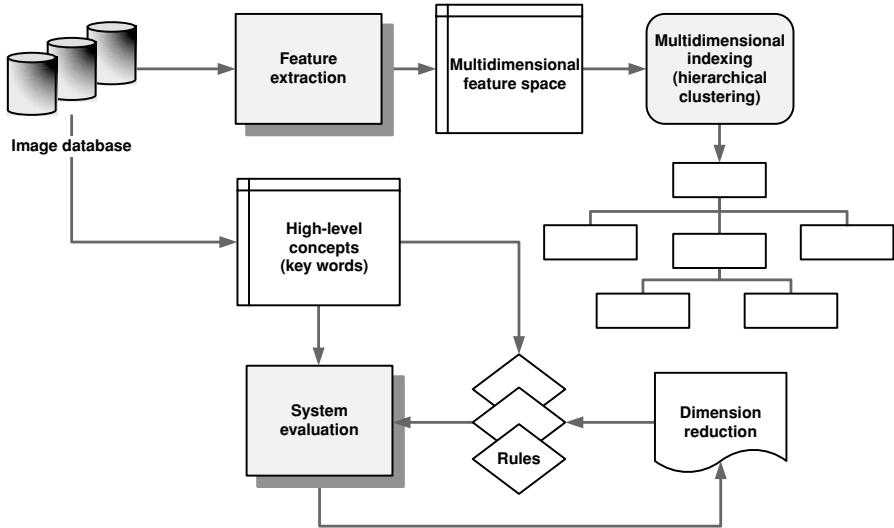 Feature
extraction
Multidimensional
feature space
Multidimensional
indexing
(hierarchical
clustering)
Image database
High-level
concepts
(key words)
System
evaluation
Rules
Dimension
reduction